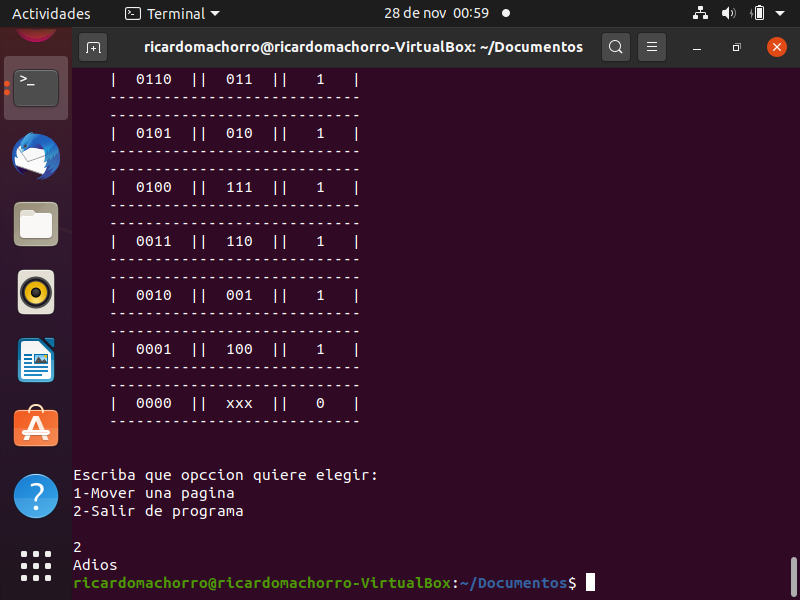 Actividades Terminal 28 de nov 00:59
ricardomachorro@ricardomachorro-VirtualBox: ~/Documentos
| 0110 || 011 || 1 |
----------------------------
----------------------------
| 0101 || 010 || 1 |
----------------------------
----------------------------
| 0100 || 111 || 1 |
----------------------------
----------------------------
| 0011 || 110 || 1 |
----------------------------
----------------------------
| 0010 || 001 || 1 |
----------------------------
----------------------------
| 0001 || 100 || 1 |
----------------------------
----------------------------
| 0000 || xxx || 0 |
----------------------------
Escriba que opccion quiere elegir:
1-Mover una pagina
2-Salir de programa
2
Adios
ricardomachorro@ricardomachorro-VirtualBox:~/Documentos$